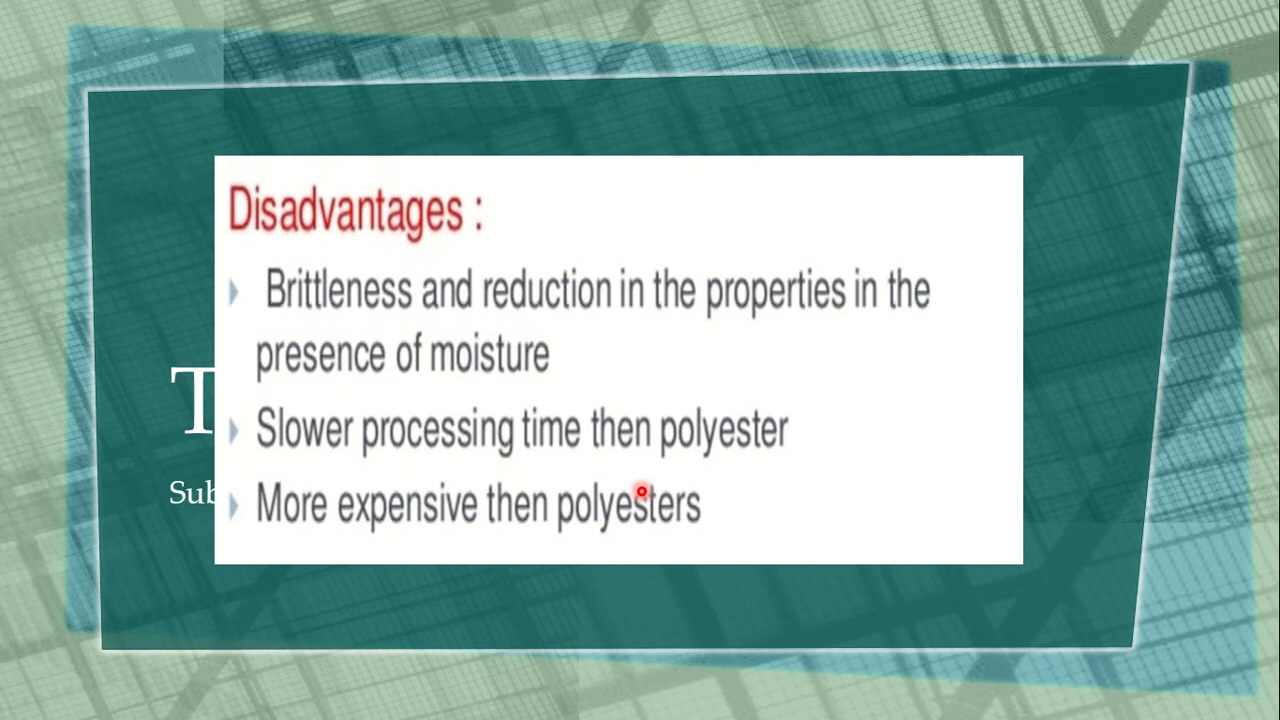 Disadvantages :
Brittleness and reduction in the properties in the
presence of moisture
T
Slower processing time then polyester
Sub
More expensive then polyesters